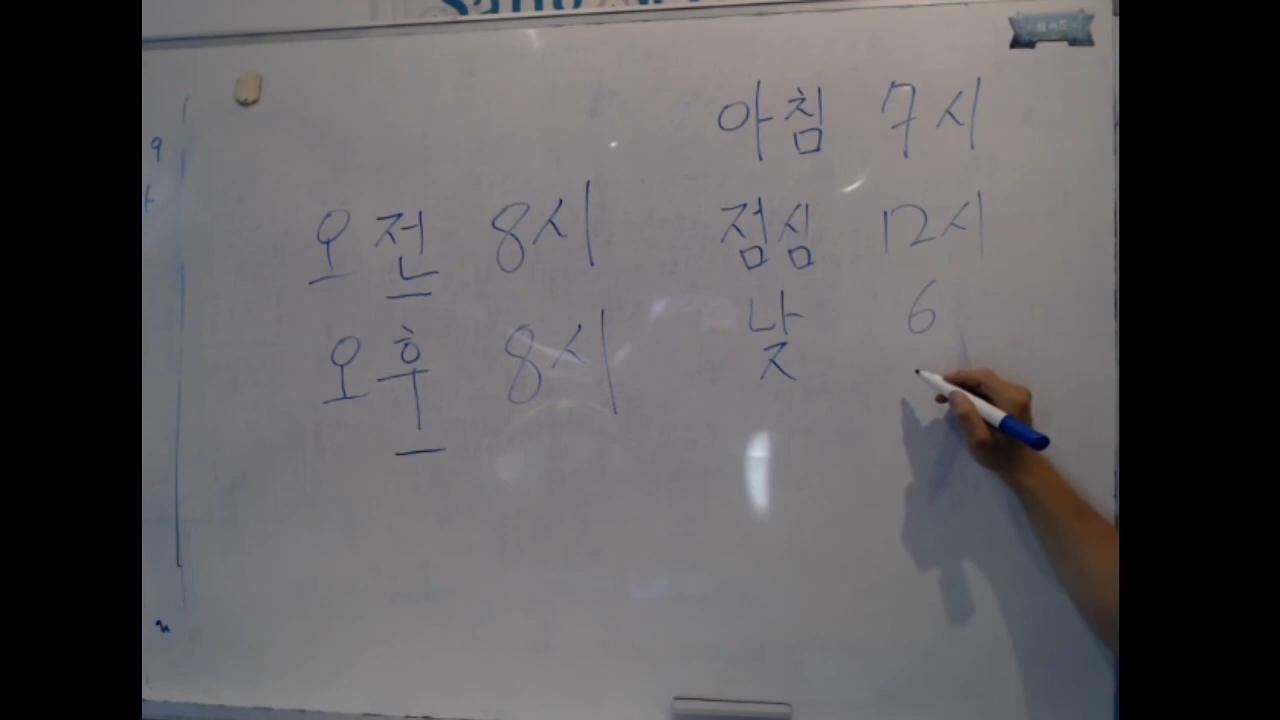 아침 7시
오전 8시
점심 12시
낮 6
오후 8시